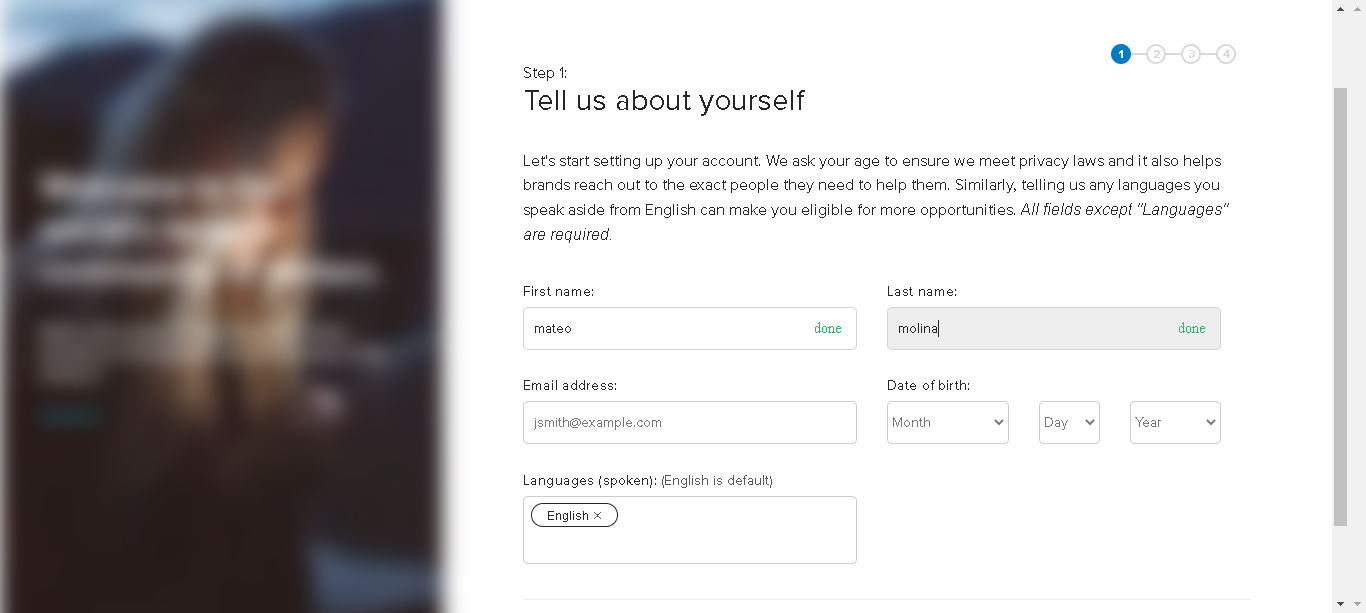 1 2 3 4
Step 1:
Tell us about yourself
Let's start setting up your account. We ask your age to ensure we meet privacy laws and it also helps
brands reach out to the exact people they need to help them. Similarly, telling us any languages you
speak aside from English can make you eligible for more opportunities. All fields except "Languages"
are required.
First name: Last name:
mateo done molina done
Email address: Date of birth:
jsmith@example.com Month Day Year
Languages (spoken): (English is default)
English ×